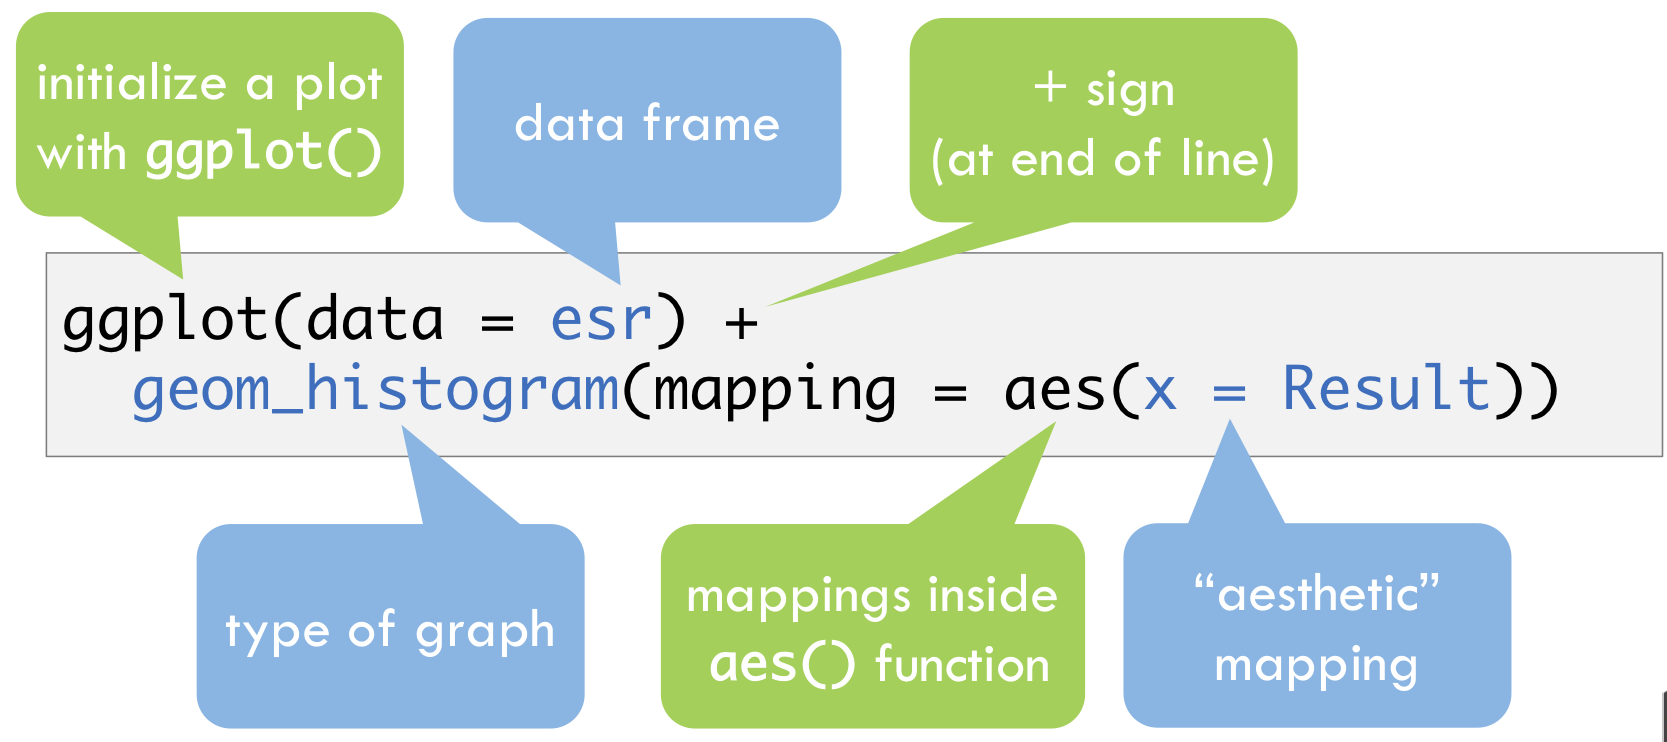 initialize a plot
with ggplot()
data frame
+ sign
(at end of line)
ggplot(data = esr) +
geom_histogram(mapping = aes(x = Result))
type of graph
mappings inside
aes() function
“aesthetic”
mapping